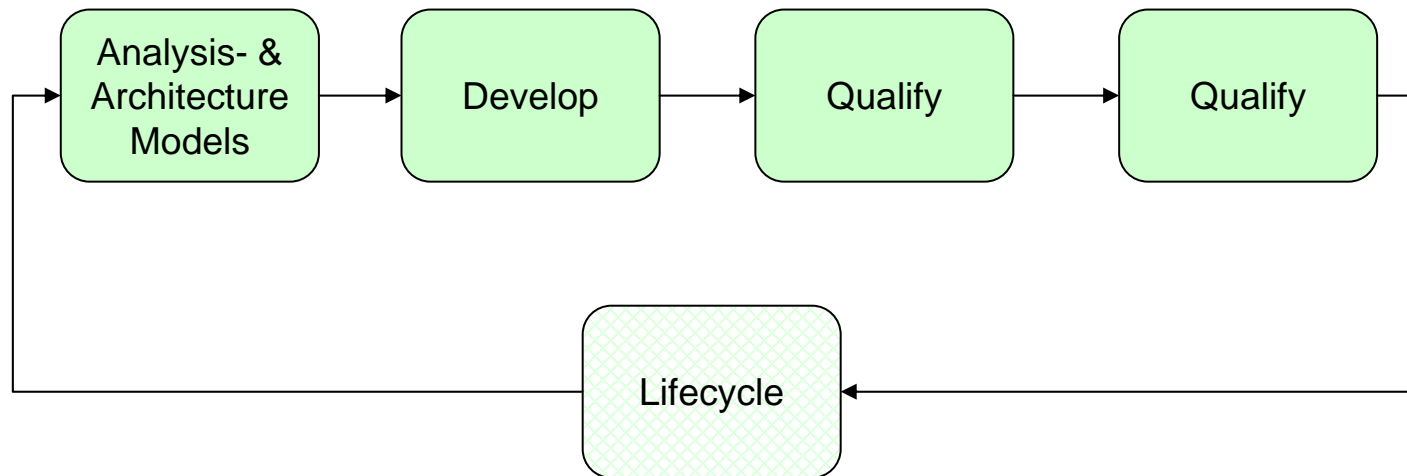 Analysis- &
Architecture
Models
Develop
Qualify
Qualify
Lifecycle